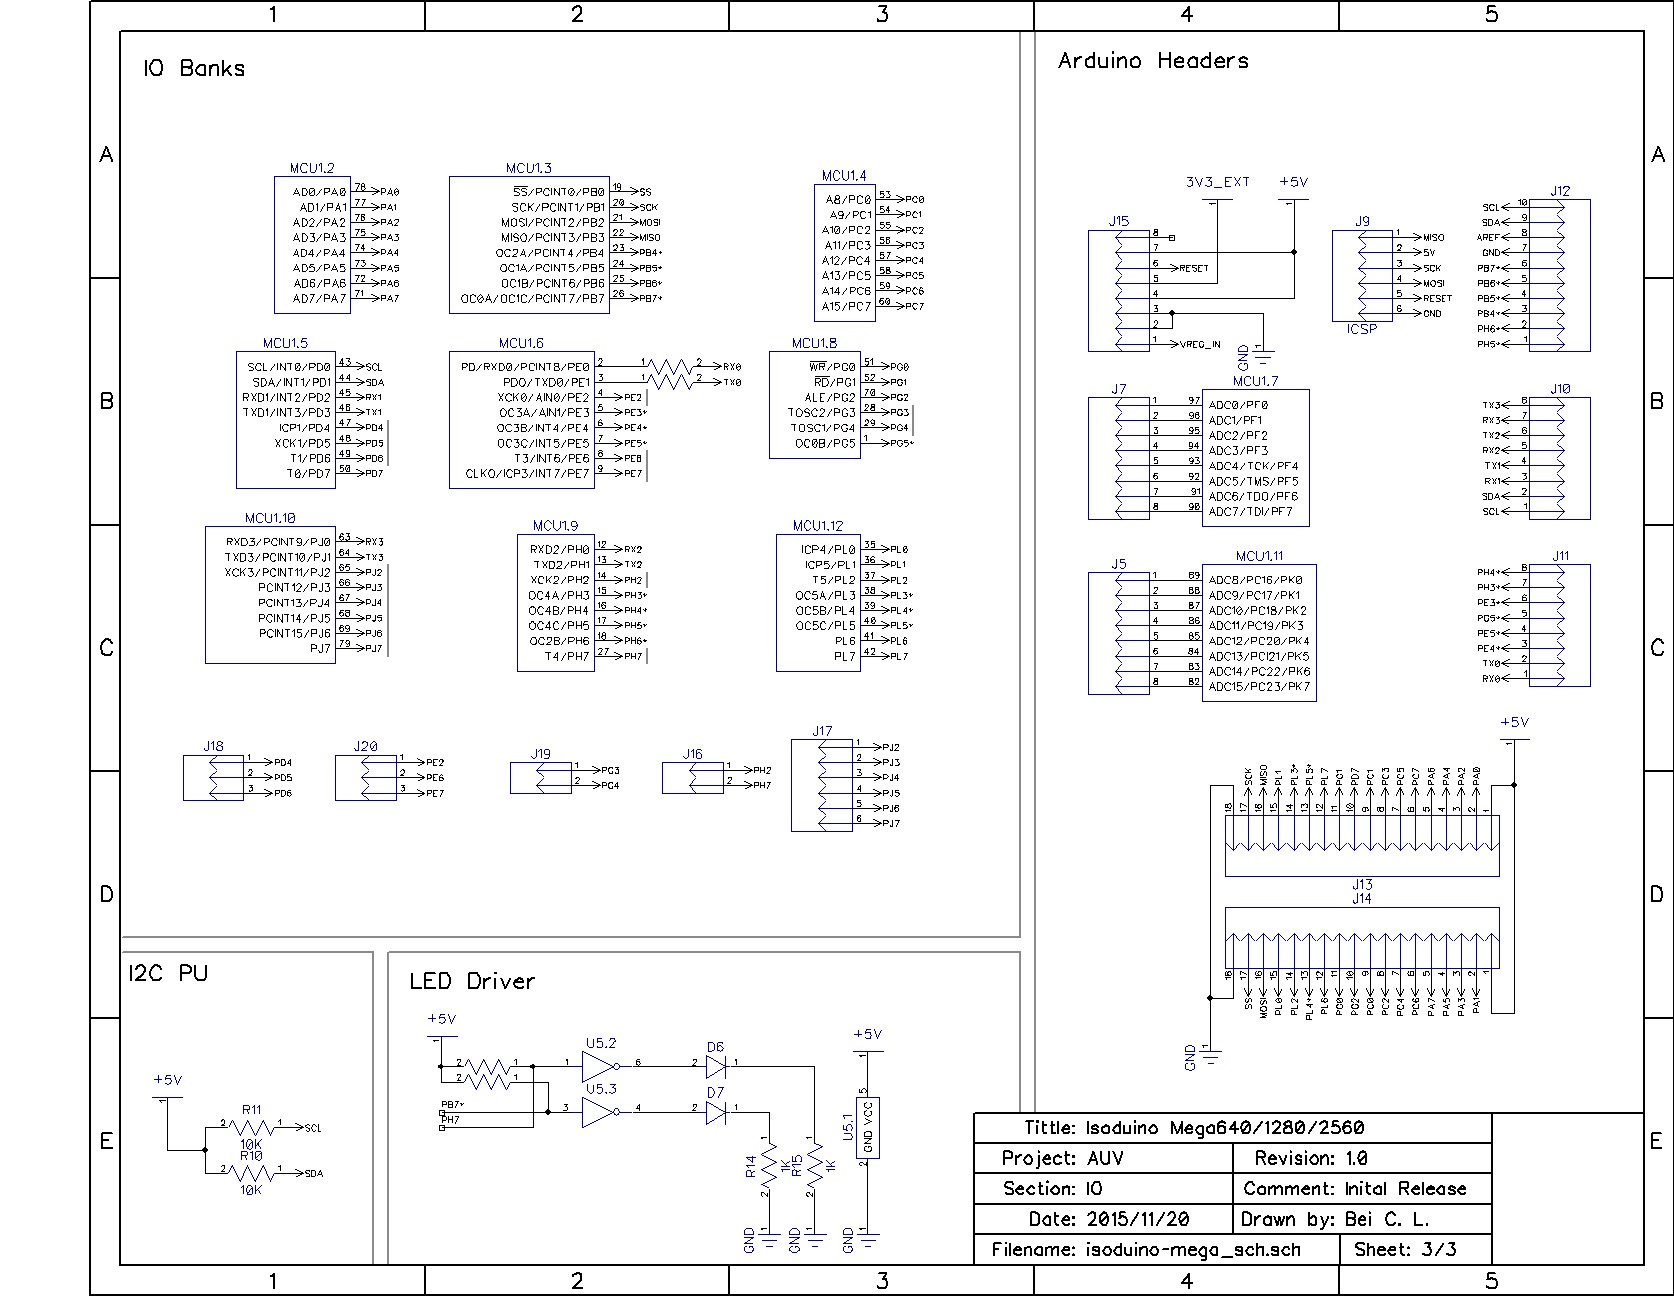 1 2 3 4 5
A
B
C
D
E
IO Banks
MCU1.2
AD0/PA0 78 PA0
AD1/PA1 77 PA1
AD2/PA2 76 PA2
AD3/PA3 75 PA3
AD4/PA4 74 PA4
AD5/PA5 73 PA5
AD6/PA6 72 PA6
AD7/PA7 71 PA7
MCU1.3
SS/PCINT0/PB0 19 SS
SCK/PCINT1/PB1 20 SCK
MOSI/PCINT2/PB2 21 MOSI
MISO/PCINT3/PB3 22 MISO
OC2A/PCINT4/PB4 23 PB4*
OC1A/PCINT5/PB5 24 PB5*
OC1B/PCINT6/PB6 25 PB6*
OC0A/OC1C/PCINT7/PB7 26 PB7*
MCU1.4
A8/PC0 53 PC0
A9/PC1 54 PC1
A10/PC2 55 PC2
A11/PC3 56 PC3
A12/PC4 57 PC4
A13/PC5 58 PC5
A14/PC6 59 PC6
A15/PC7 60 PC7
MCU1.5
SCL/INT0/PD0 43 SCL
SDA/INT1/PD1 44 SDA
RXD1/INT2/PD2 45 RX1
TXD1/INT3/PD3 46 TX1
ICP1/PD4 47 PD4
XCK1/PD5 48 PD5
T1/PD6 49 PD6
T0/PD7 50 PD7
MCU1.6
PD/RXD0/PCINT8/PE0 2 1 2 RX0
PDO/TXD0/PE1 3 1 2 TX0
XCK0/AIN0/PE2 4 PE2
OC3A/AIN1/PE3 5 PE3*
OC3B/INT4/PE4 6 PE4*
OC3C/INT5/PE5 7 PE5*
T3/INT6/PE6 8 PE6
CLKO/ICP3/INT7/PE7 9 PE7
MCU1.8
WR/PG0 51 PG0
RD/PG1 52 PG1
ALE/PG2 70 PG2
TOSC2/PG3 28 PG3
TOSC1/PG4 29 PG4
OC0B/PG5 1 PG5*
MCU1.10
RXD3/PCINT9/PJ0 63 RX3
TXD3/PCINT10/PJ1 64 TX3
XCK3/PCINT11/PJ2 65 PJ2
PCINT12/PJ3 66 PJ3
PCINT13/PJ4 67 PJ4
PCINT14/PJ5 68 PJ5
PCINT15/PJ6 69 PJ6
PJ7 79 PJ7
MCU1.9
RXD2/PH0 12 RX2
TXD2/PH1 13 TX2
XCK2/PH2 14 PH2
OC4A/PH3 15 PH3*
OC4B/PH4 16 PH4*
OC4C/PH5 17 PH5*
OC2B/PH6 18 PH6*
T4/PH7 27 PH7
MCU1.12
ICP4/PL0 35 PL0
ICP5/PL1 36 PL1
T5/PL2 37 PL2
OC5A/PL3 38 PL3*
OC5B/PL4 39 PL4*
OC5C/PL5 40 PL5*
PL6 41 PL6
PL7 42 PL7
J18
1 PD4
2 PD5
3 PD6
J20
1 PE2
2 PE6
3 PE7
J19
1 PG3
2 PG4
J16
1 PH2
2 PH7
J17
1 PJ2
2 PJ3
3 PJ4
4 PJ5
5 PJ6
6 PJ7
Arduino Headers
3V3_EXT
1
+5V
1
J15
8
7
6 RESET
5
4
3
2
1 VREG_IN
GND 1
J9
1 MISO
2 5V
3 SCK
4 MOSI
5 RESET
6 GND
ICSP
J12
SCL 10
SDA 9
AREF 8
GND 7
PB7* 6
PB6* 5
PB5* 4
PB4* 3
PH6* 2
PH5* 1
J7 MCU1.7
1 97 ADC0/PF0
2 96 ADC1/PF1
3 95 ADC2/PF2
4 94 ADC3/PF3
5 93 ADC4/TCK/PF4
6 92 ADC5/TMS/PF5
7 91 ADC6/TDO/PF6
8 90 ADC7/TDI/PF7
J10
TX3 8
RX3 7
TX2 6
RX2 5
TX1 4
RX1 3
SDA 2
SCL 1
J5 MCU1.11
1 89 ADC8/PC16/PK0
2 88 ADC9/PC17/PK1
3 87 ADC10/PC18/PK2
4 86 ADC11/PC19/PK3
5 85 ADC12/PC20/PK4
6 84 ADC13/PCI21/PK5
7 83 ADC14/PC22/PK6
8 82 ADC15/PC23/PK7
J11
PH4* 8
PH3* 7
PE3* 6
PG5* 5
PE5* 4
PE4* 3
TX0 2
RX0 1
+5V
1
SCK MISO PL1 PL3* PL5* PL7 PG1 PD7 PC1 PC3 PC5 PC7 PA6 PA4 PA2 PA0
18 17 16 15 14 13 12 11 10 9 8 7 6 5 4 3 2 1
J13
J14
18 17 16 15 14 13 12 11 10 9 8 7 6 5 4 3 2 1
SS MOSI PL0 PL2 PL4* PL6 PG0 PG2 PC0 PC2 PC4 PC6 PA7 PA5 PA3 PA1
GND 1
I2C PU
+5V
1
R11
2 1 SCL
10K
R10
2 1 SDA
10K
LED Driver
+5V
1
2 1
2 1
PB7*
PH7
U5.2
1 6
U5.3
3 4
D6
2 1
D7
2 1
1 R14 1K 2
1 R15 1K 2
GND 1
GND 1
+5V
1
5
U5.1 GND VCC
2
GND 1
Tittle: Isoduino Mega640/1280/2560
Project: AUV Revision: 1.0
Section: IO Comment: Inital Release
Date: 2015/11/20 Drawn by: Bei C. L.
Filename: isoduino-mega_sch.sch Sheet: 3/3
A
B
C
D
E
1 2 3 4 5